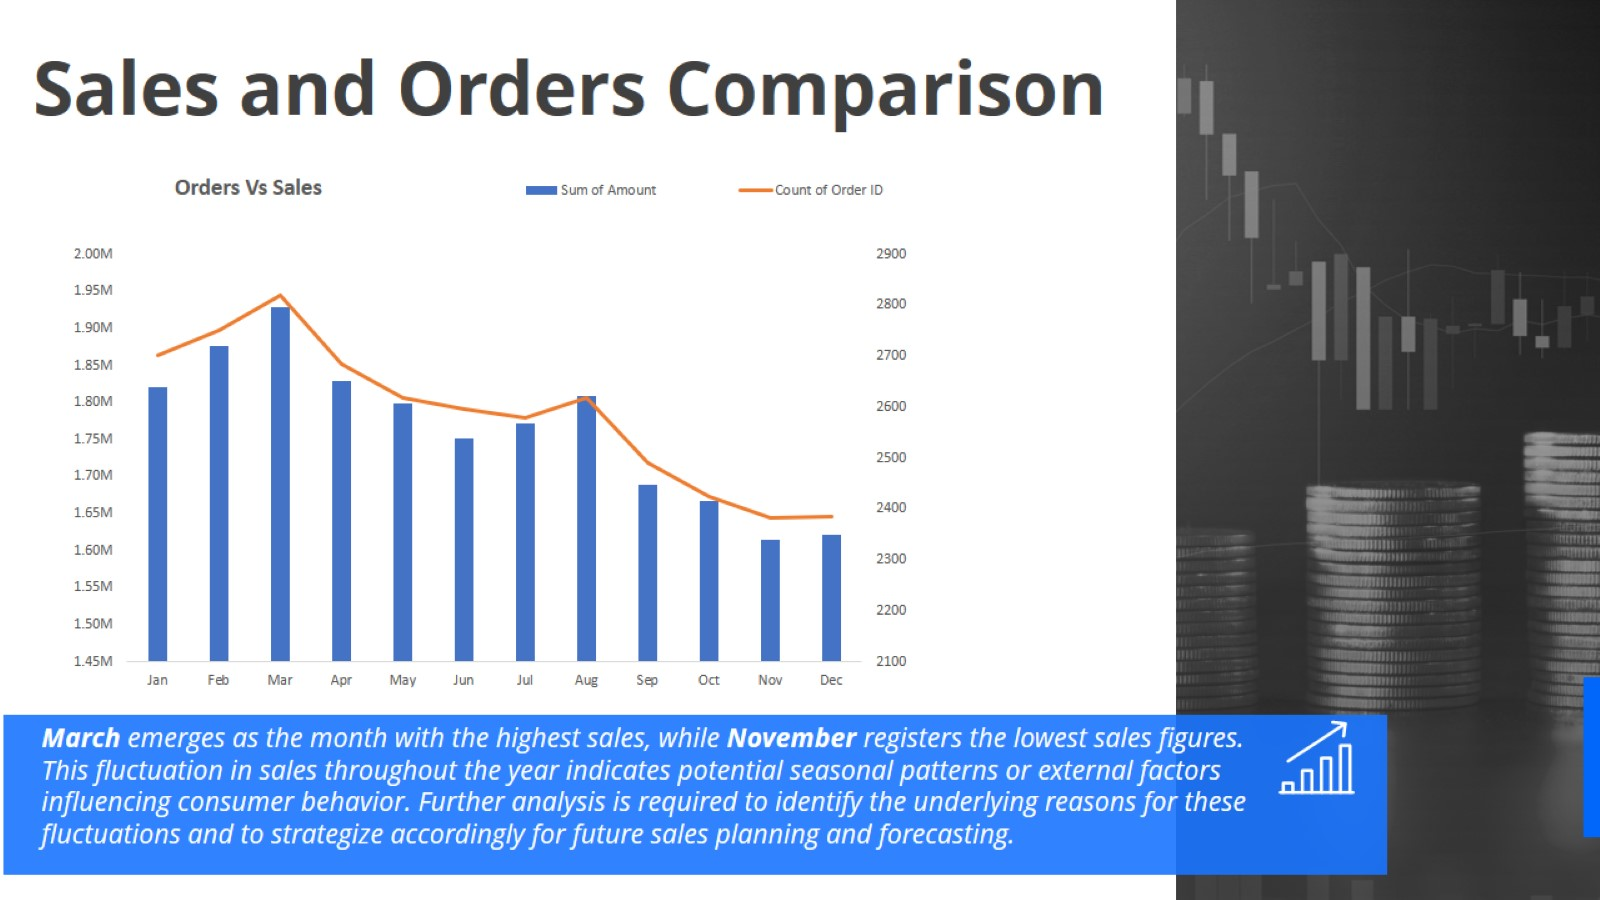 Sales and Orders Comparison
Orders Vs Sales
Sum of Amount
Count of Order ID
2.00M
1.95M
1.90M
1.85M
1.80M
1.75M
1.70M
1.65M
1.60M
1.55M
1.50M
1.45M
2900
2800
2700
2600
2500
2400
2300
2200
2100
Jan Feb Mar Apr May Jun Jul Aug Sep Oct Nov Dec
March emerges as the month with the highest sales, while November registers the lowest sales figures.
This fluctuation in sales throughout the year indicates potential seasonal patterns or external factors
influencing consumer behavior. Further analysis is required to identify the underlying reasons for these
fluctuations and to strategize accordingly for future sales planning and forecasting.